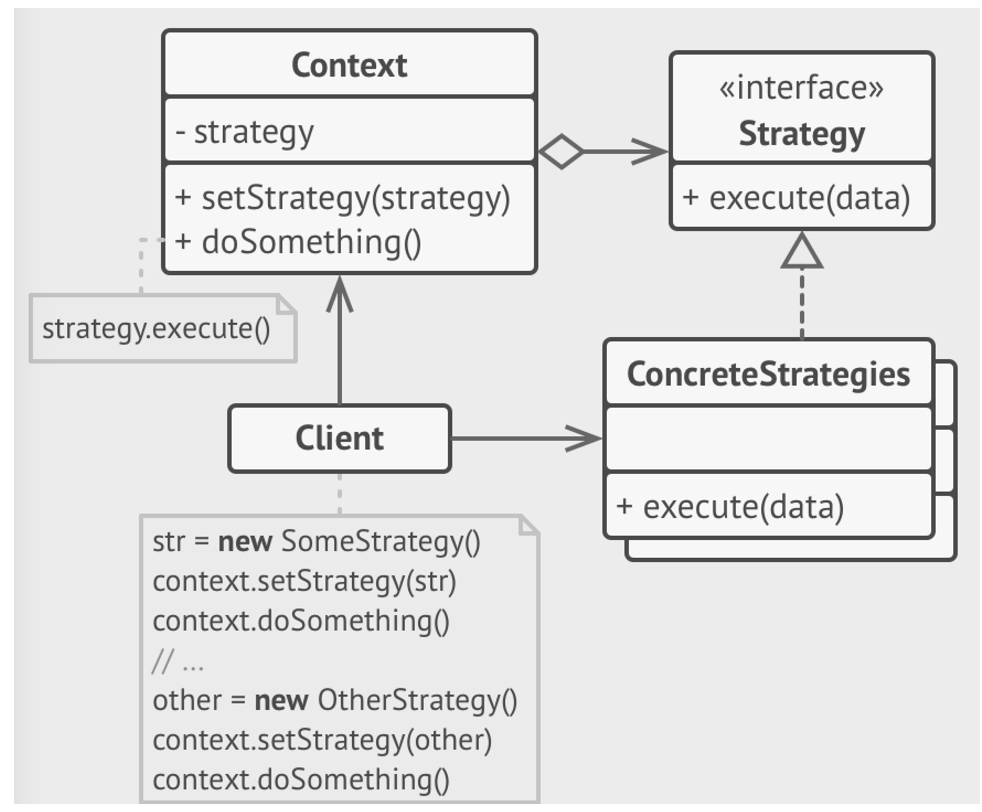 Context
- strategy
+ setStrategy(strategy)
+ doSomething()
«interface»
Strategy
+ execute(data)
strategy.execute()
Client
ConcreteStrategies
+ execute(data)
str = new SomeStrategy()
context.setStrategy(str)
context.doSomething()
// ...
other = new OtherStrategy()
context.setStrategy(other)
context.doSomething()